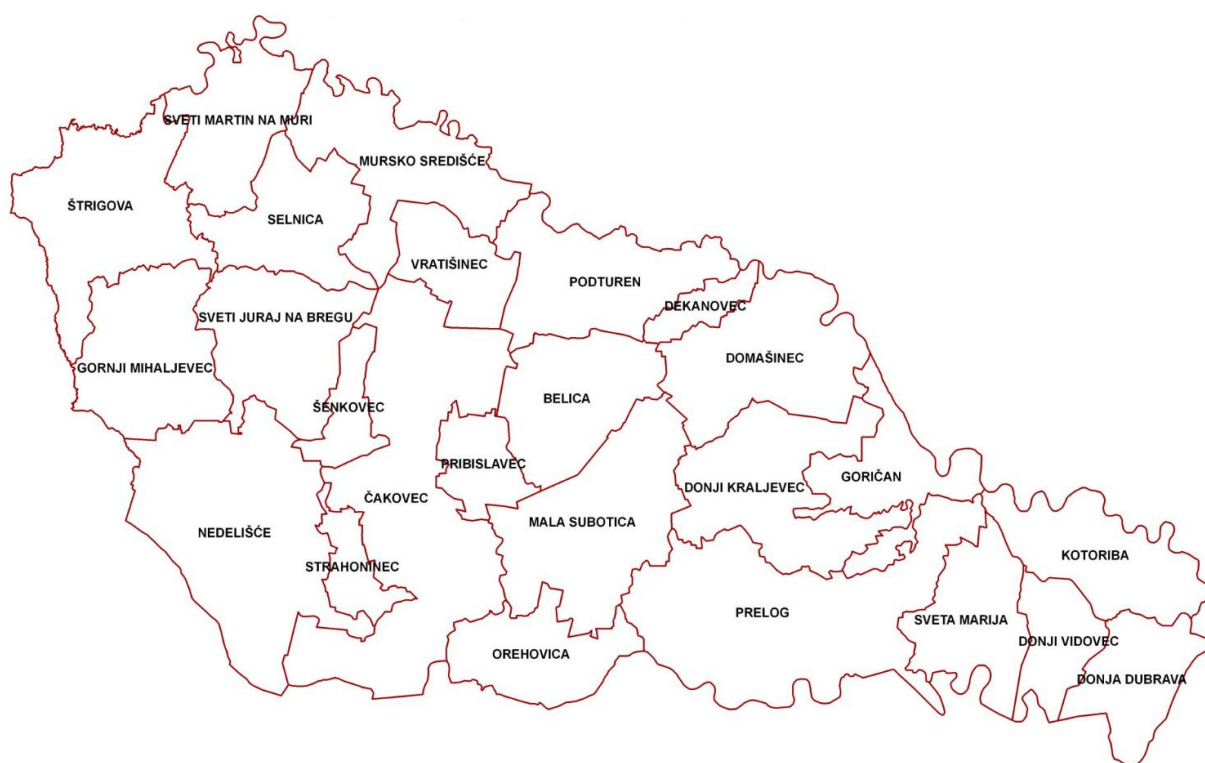 SVETI MARTIN NA MURI
MURSKO SREDIŠĆE
ŠTRIGOVA
SELNICA
VRATIŠINEC
PODTUREN
DEKANOVEC
SVETI JURAJ NA BREGU
DOMAŠINEC
GORNJI MIHALJEVEC
BELICA
ŠENKOVEC
PRIBISLAVEC
GORIČAN
DONJI KRALJEVEC
ČAKOVEC
MALA SUBOTICA
NEDELIŠĆE
KOTORIBA
STRAHONINEC
PRELOG
SVETA MARIJA
DONJI VIDOVEC
OREHOVICA
DONJA DUBRAVA